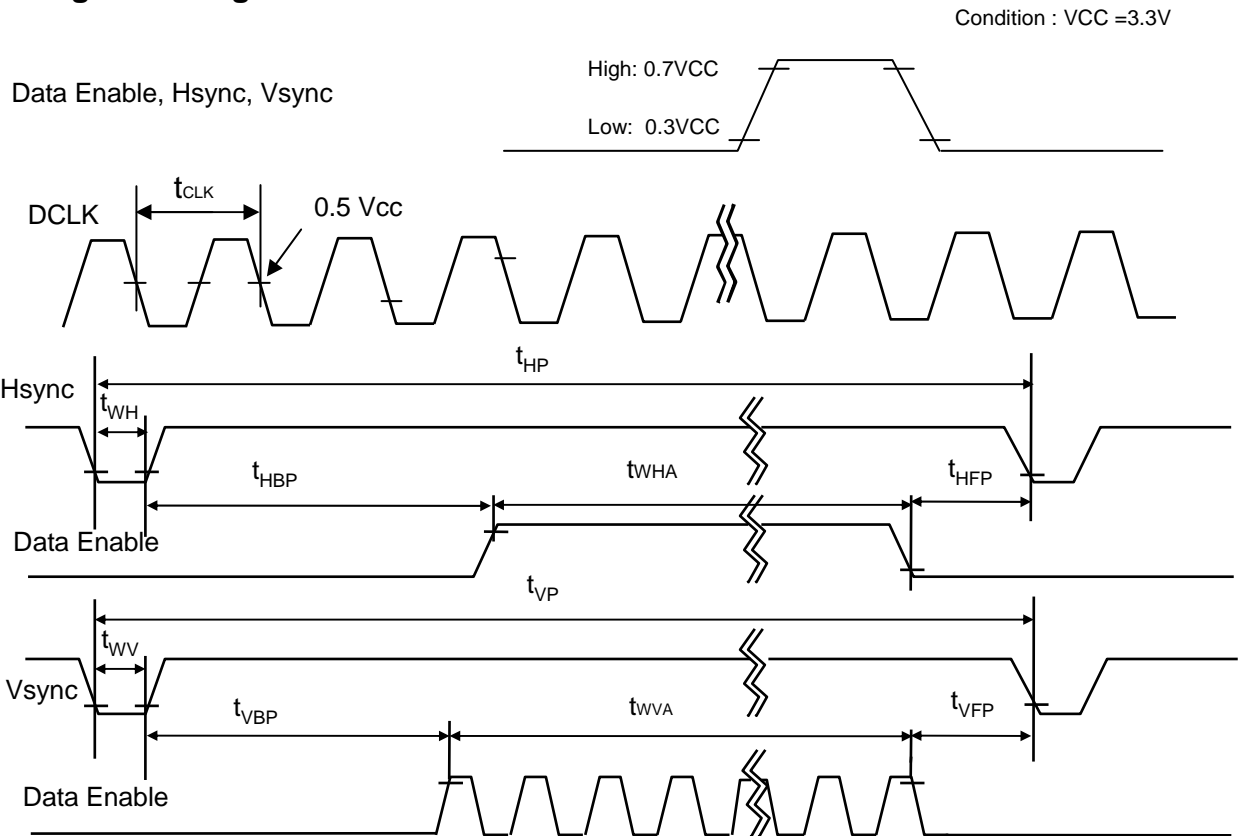 Condition : VCC =3.3V
High: 0.7VCC
Data Enable, Hsync, Vsync
Low: 0.3VCC
tCLK
DCLK
0.5 Vcc
tHP
Hsync
tWH
tHBP
tWHA
tHFP
Data Enable
tVP
tWV
Vsync
tVBP
tWVA
tVFP
Data Enable